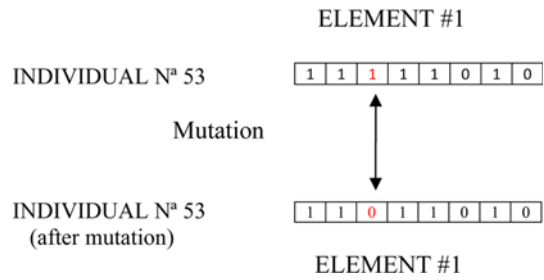 ELEMENT #1
INDIVIDUAL Nª 53 1 1 1 1 1 0 1 0
Mutation
INDIVIDUAL Nª 53 1 1 0 1 1 0 1 0
(after mutation)
ELEMENT #1